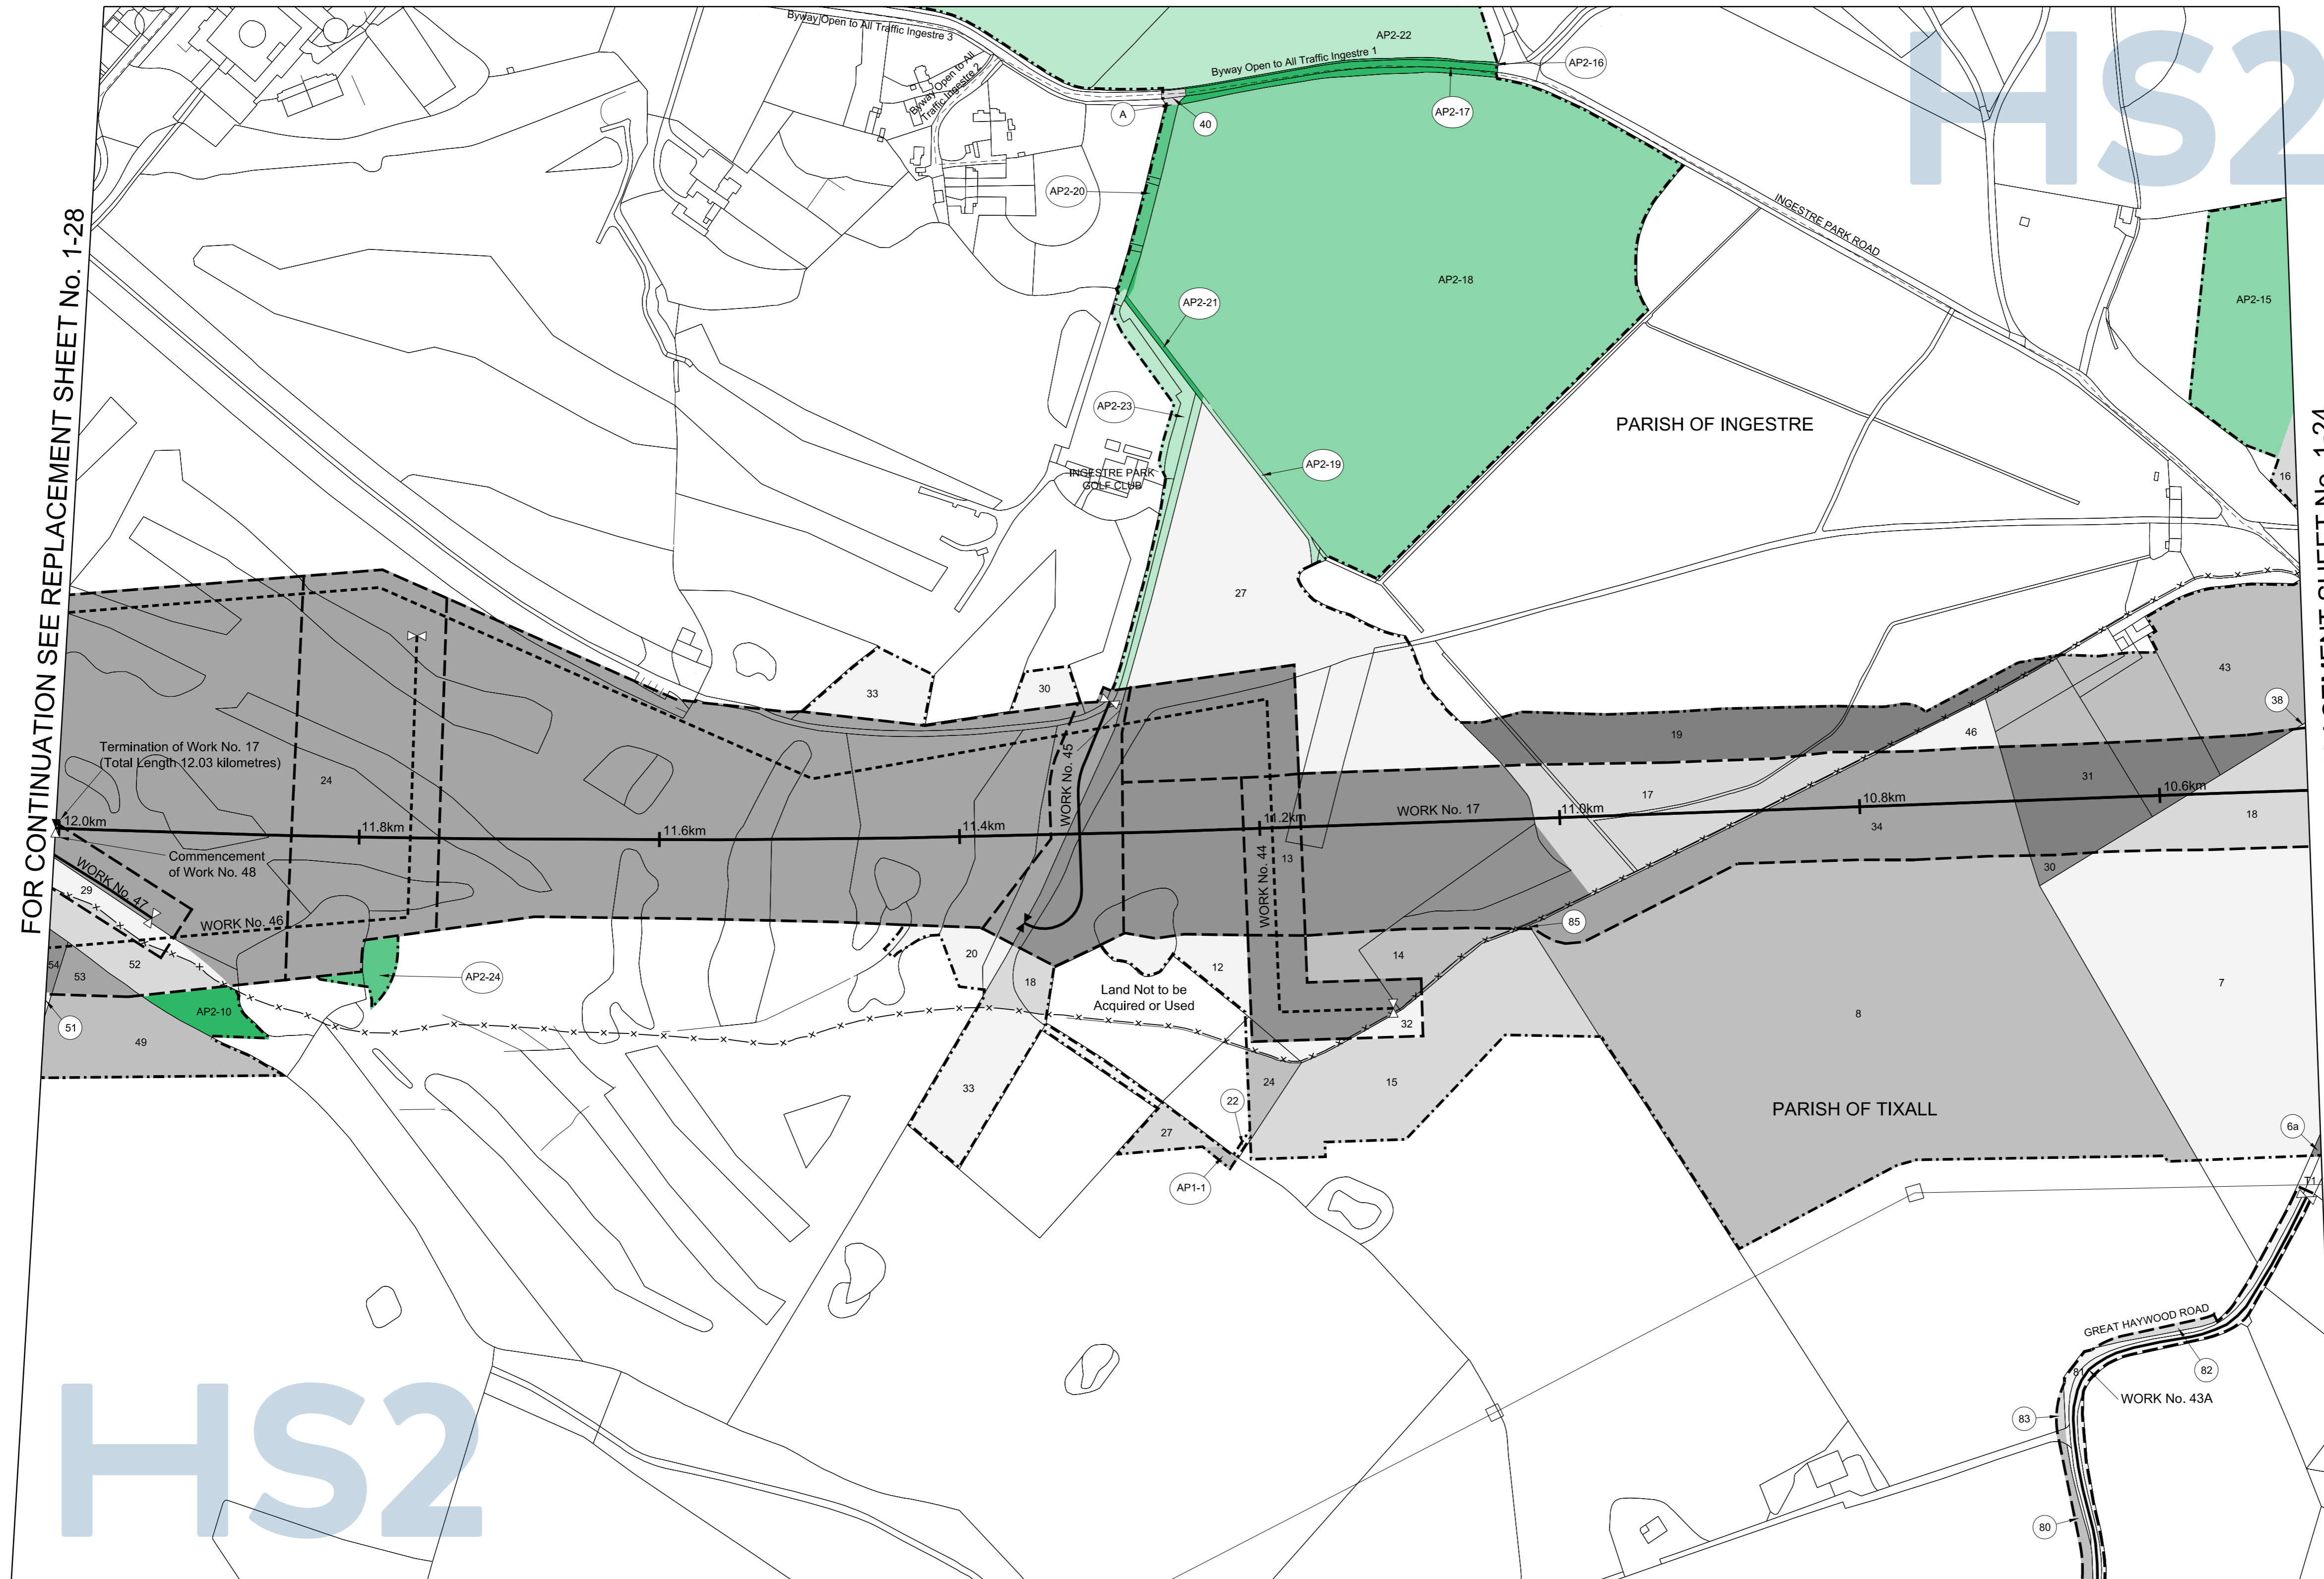 Byway Open to All Traffic Ingestre 3
AP2-22
Byway Open to All Traffic Ingestre 1
AP2-16
HS2
Byway Open to All
Traffic Ingestre 2
A
40
AP2-17
AP2-20
INGESTRE PARK ROAD
AP2-18
AP2-21
AP2-15
AP2-23
PARISH OF INGESTRE
INGESTRE PARK
GOLF CLUB
AP2-19
16
FOR CONTINUATION SEE REPLACEMENT SHEET No. 1-28
SHEET No. 1-24
27
33
30
43
38
19
46
Termination of Work No. 17
(Total Length 12.03 kilometres)
24
WORK No. 45
31
17
10.6km
10.8km
11.0km
WORK No. 17
11.2km
11.4km
11.6km
11.8km
12.0km
18
34
Commencement
of Work No. 48
WORK No. 44
13
30
WORK No. 47
29
WORK No. 46
85
54
53
52
AP2-24
20
18
12
14
Land Not to be
Acquired or Used
7
AP2-10
51
49
32
8
33
24
15
22
27
PARISH OF TIXALL
6a
AP1-1
T1
GREAT HAYWOOD ROAD
82
81
WORK No. 43A
83
80
HS2